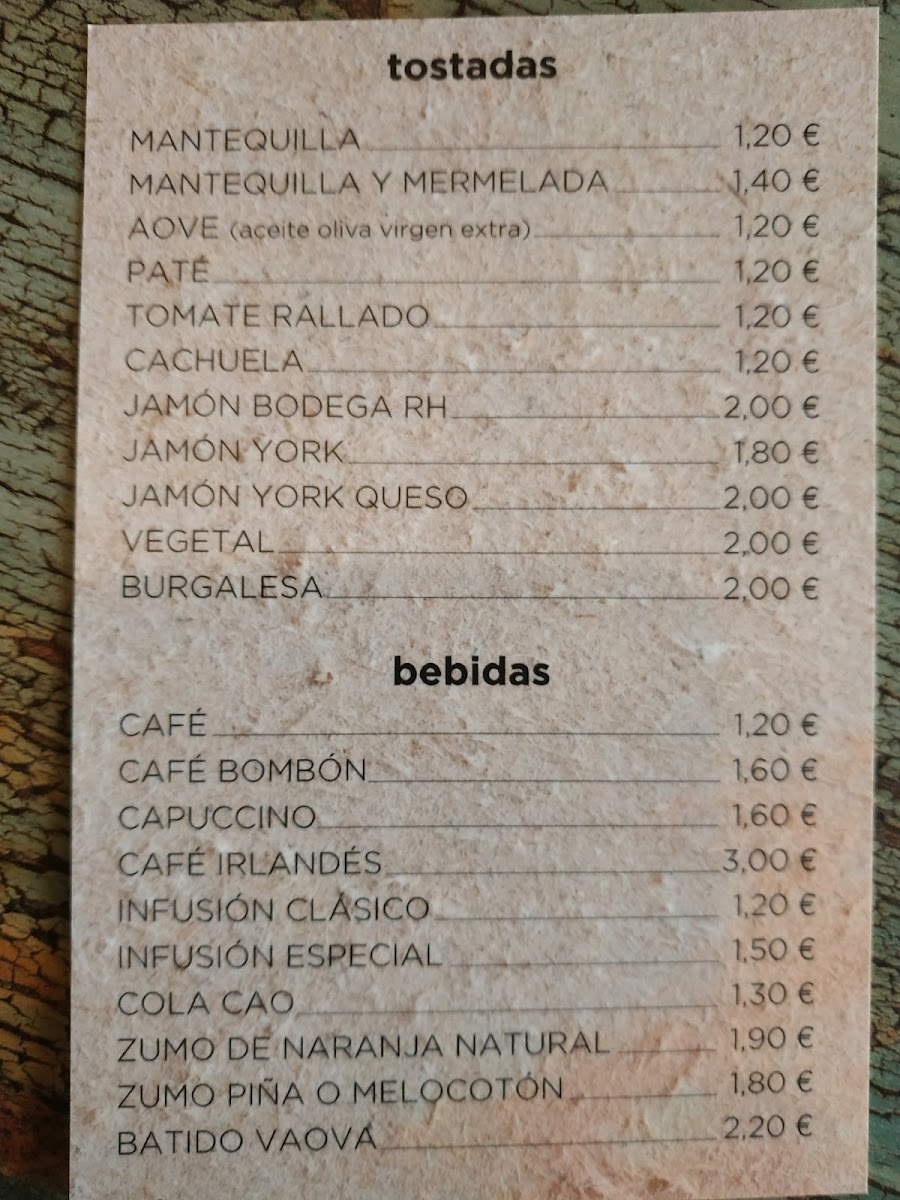 tostadas
MANTEQUILLA 1,20 €
MANTEQUILLA Y MERMELADA 1,40 €
AOVE (aceite oliva virgen extra) 1,20 €
PATÉ 1,20 €
TOMATE RALLADO 1,20 €
CACHUELA 1,20 €
JAMÓN BODEGA RH 2,00 €
JAMÓN YORK 1,80 €
JAMÓN YORK QUESO 2,00 €
VEGETAL 2,00 €
BURGALESA 2,00 €
bebidas
CAFÉ 1,20 €
CAFÉ BOMBÓN 1,60 €
CAPUCCINO 1,60 €
CAFÉ IRLANDÉS 3,00 €
INFUSIÓN CLÁSICO 1,20 €
INFUSIÓN ESPECIAL 1,50 €
COLA CAO 1,30 €
ZUMO DE NARANJA NATURAL 1,90 €
ZUMO PIÑA O MELOCOTÓN 1,80 €
BATIDO VAOVA 2,20 €